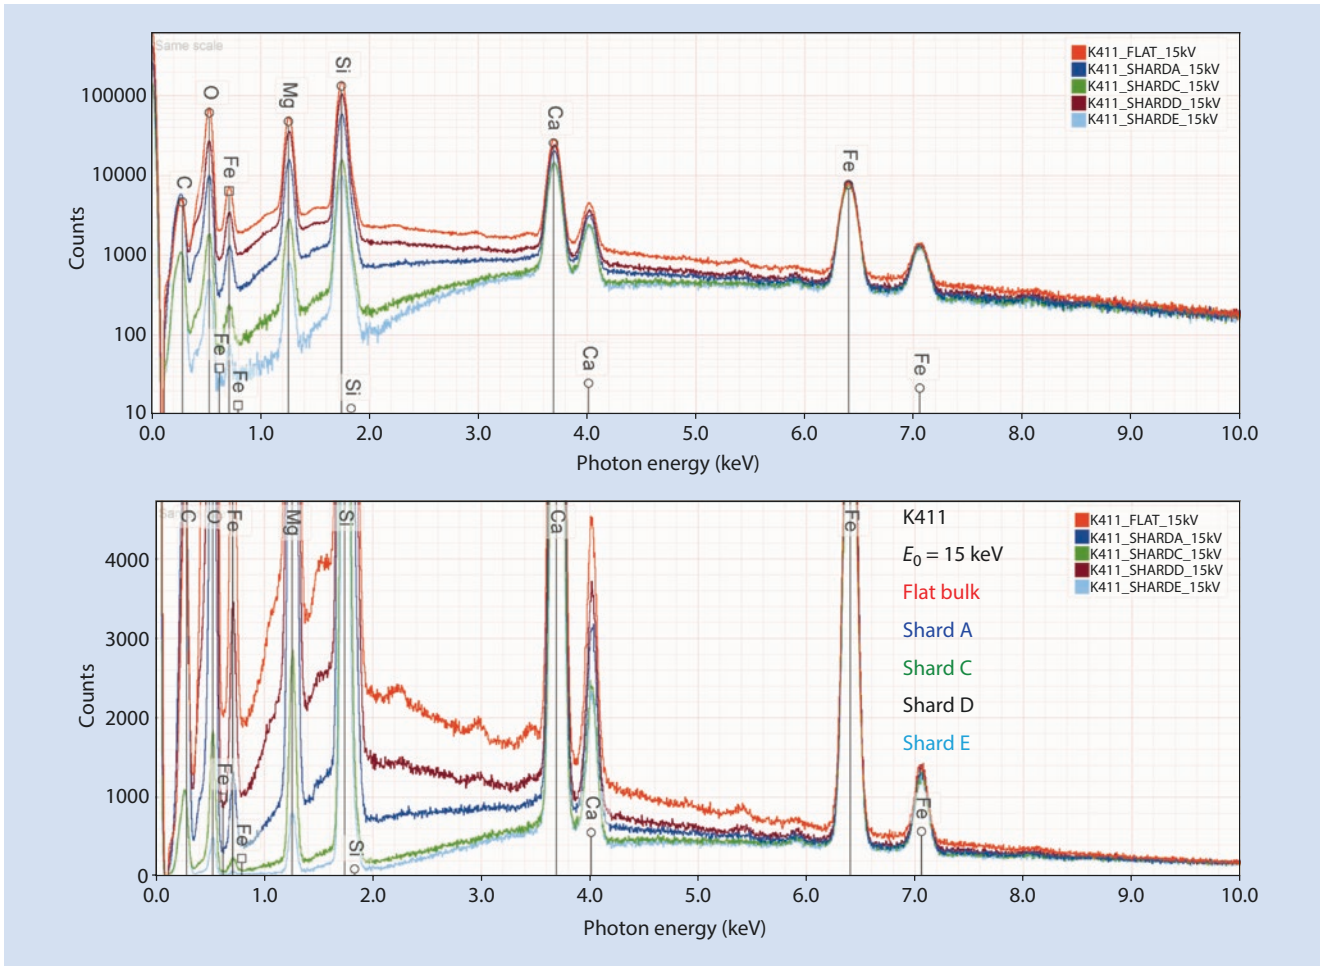 Same scale
K411_FLAT_15kV
K411_SHARDA_15kV
K411_SHARDC_15kV
K411_SHARDD_15kV
K411_SHARDE_15kV
C
O
Fe
Mg
Si
Ca
Fe
Fe
Fe
Si
Ca
Fe
Counts
100000
10000
1000
100
10
0.0 1.0 2.0 3.0 4.0 5.0 6.0 7.0 8.0 9.0 10.0
Photon energy (keV)
Sa
C O Fe Mg Si Ca Fe
K411
E0 = 15 keV
Flat bulk
Shard A
Shard C
Shard D
Shard E
K411_FLAT_15kV
K411_SHARDA_15kV
K411_SHARDC_15kV
K411_SHARDD_15kV
K411_SHARDE_15kV
Fe
Fe
Si
Ca
Fe
Counts
4000
3000
2000
1000
0
0.0 1.0 2.0 3.0 4.0 5.0 6.0 7.0 8.0 9.0 10.0
Photon energy (keV)